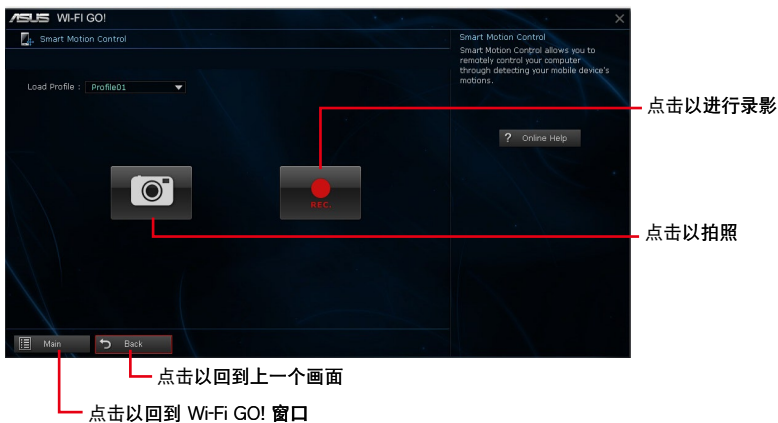 ASUS WI-FI GO!
Smart Motion Control
Load Profile : Profile01
REC.
Main
Back
Smart Motion Control
Smart Motion Control allows you to
remotely control your computer
through detecting your mobile device's
motions.
? Online Help
点击以进行录影
点击以拍照
点击以回到上一个画面
点击以回到 Wi-Fi GO! 窗口